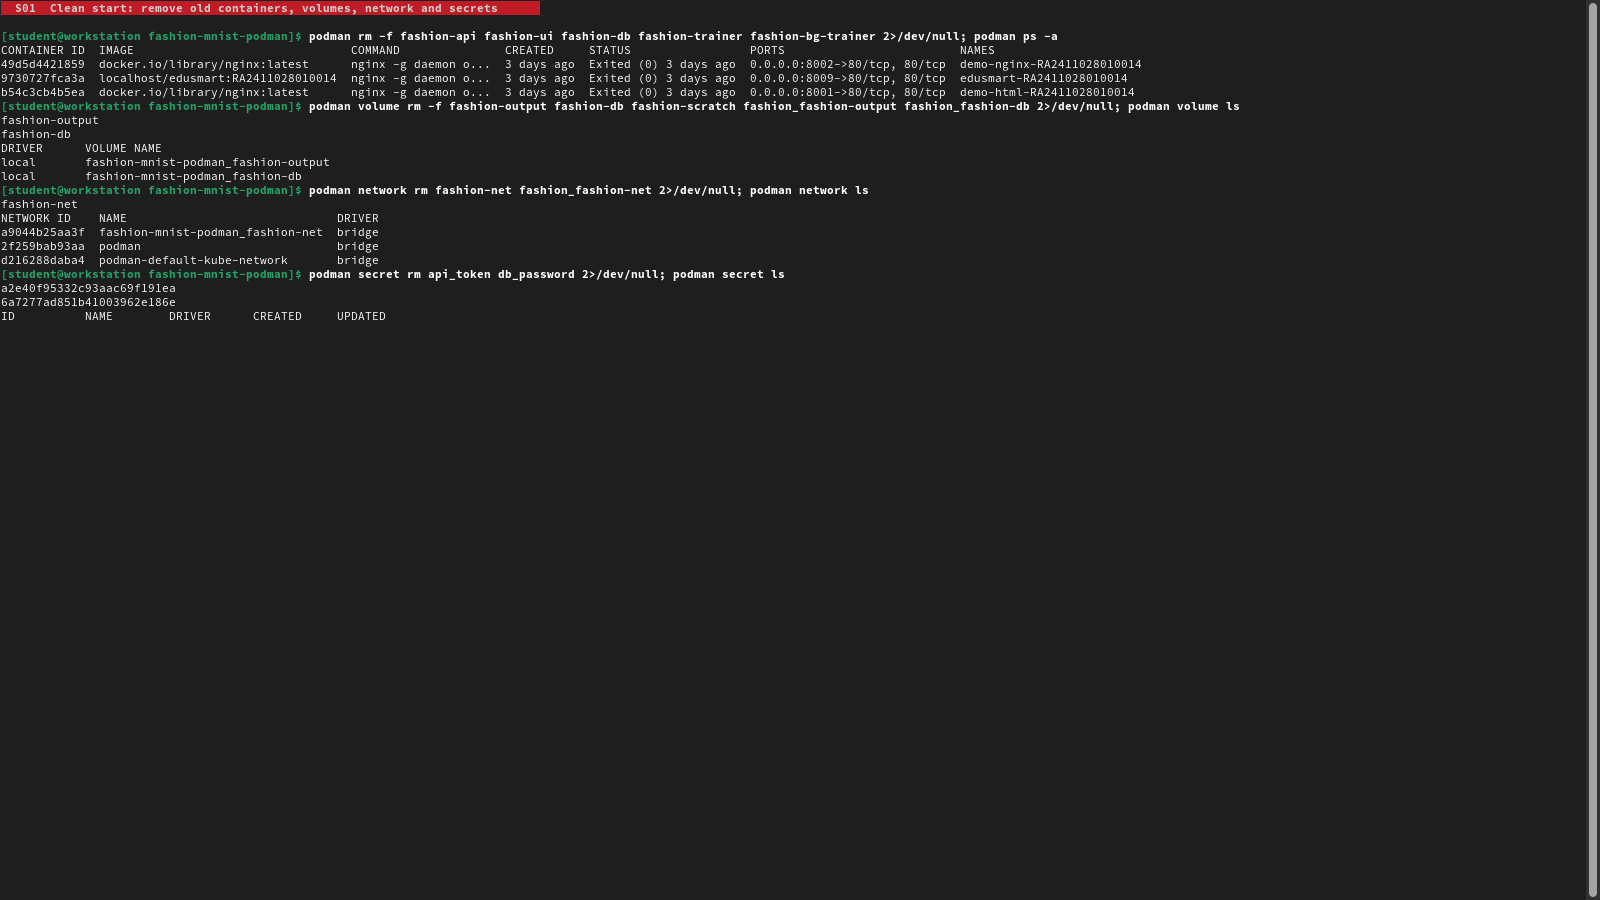 S01  Clean start: remove old containers, volumes, network and secrets
[student@workstation fashion-mnist-podman]$ podman rm -f fashion-api fashion-ui fashion-db fashion-trainer fashion-bg-trainer 2>/dev/null; podman ps -a
CONTAINER ID  IMAGE                              COMMAND               CREATED     STATUS                 PORTS                         NAMES
49d5d4421859  docker.io/library/nginx:latest      nginx -g daemon o...  3 days ago  Exited (0) 3 days ago  0.0.0.0:8002->80/tcp, 80/tcp  demo-nginx-RA2411028010014
9730727fca3a  localhost/edusmart:RA2411028010014  nginx -g daemon o...  3 days ago  Exited (0) 3 days ago  0.0.0.0:8009->80/tcp, 80/tcp  edusmart-RA2411028010014
b54c3cb4b5ea  docker.io/library/nginx:latest      nginx -g daemon o...  3 days ago  Exited (0) 3 days ago  0.0.0.0:8001->80/tcp, 80/tcp  demo-html-RA2411028010014
[student@workstation fashion-mnist-podman]$ podman volume rm -f fashion-output fashion-db fashion-scratch fashion_fashion-output fashion_fashion-db 2>/dev/null; podman volume ls
fashion-output
fashion-db
DRIVER      VOLUME NAME
local       fashion-mnist-podman_fashion-output
local       fashion-mnist-podman_fashion-db
[student@workstation fashion-mnist-podman]$ podman network rm fashion-net fashion_fashion-net 2>/dev/null; podman network ls
fashion-net
NETWORK ID    NAME                              DRIVER
a9044b25aa3f  fashion-mnist-podman_fashion-net  bridge
2f259bab93aa  podman                            bridge
d216288daba4  podman-default-kube-network       bridge
[student@workstation fashion-mnist-podman]$ podman secret rm api_token db_password 2>/dev/null; podman secret ls
a2e40f95332c93aac69f191ea
6a7277ad851b41003962e186e
ID          NAME        DRIVER      CREATED     UPDATED